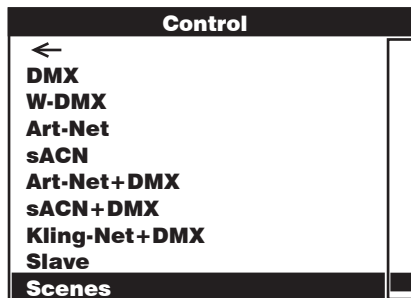 Control
←
DMX
W-DMX
Art-Net
sACN
Art-Net+DMX
sACN+DMX
Kling-Net+DMX
Slave
Scenes